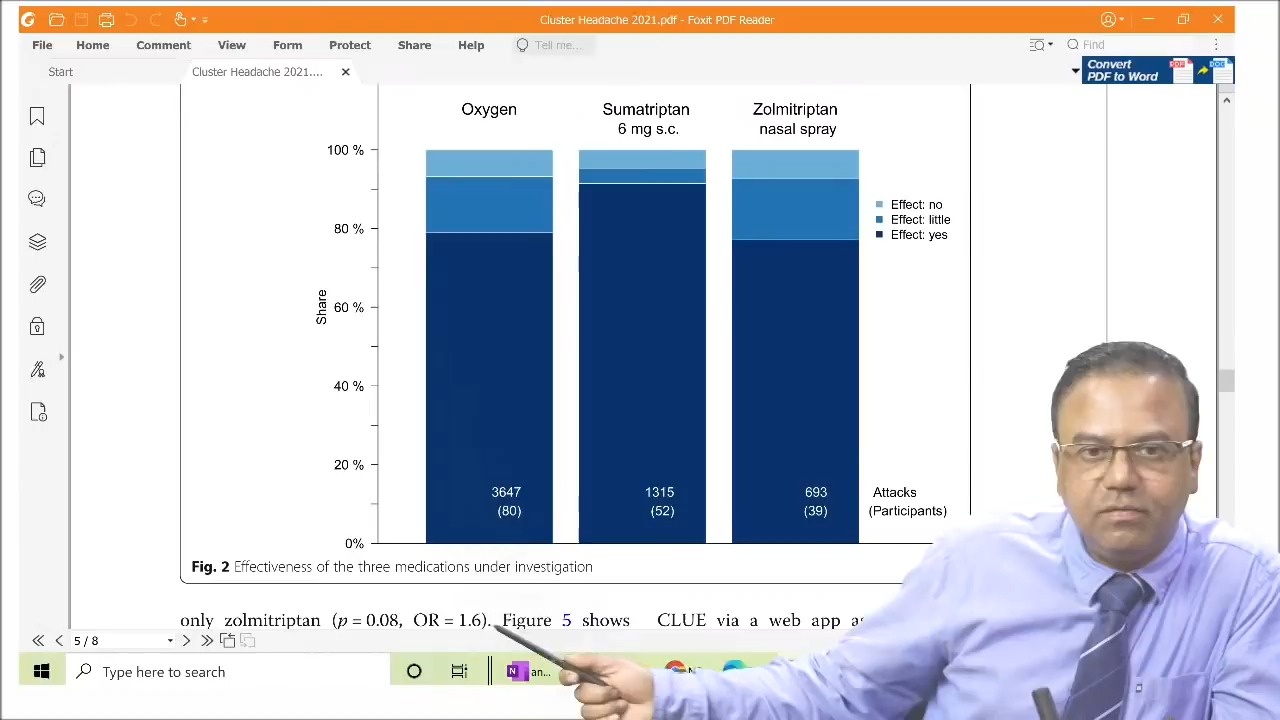 Cluster Headache 2021.pdf - Foxit PDF Reader
File Home Comment View Form Protect Share Help Tell me... Find
Start
Cluster Headache 2021....
Convert
PDF to Word
Oxygen
Sumatriptan
6 mg s.c.
Zolmitriptan
nasal spray
100 %
80 %
60 %
40 %
20 %
0%
Share
Effect: no
Effect: little
Effect: yes
3647
(80)
1315
(52)
693
(39)
Attacks
(Participants)
Fig. 2 Effectiveness of the three medications under investigation
only zolmitriptan (p = 0.08, OR = 1.6). Figure 5 shows
CLUE via a web app
5 / 8
Type here to search
an...